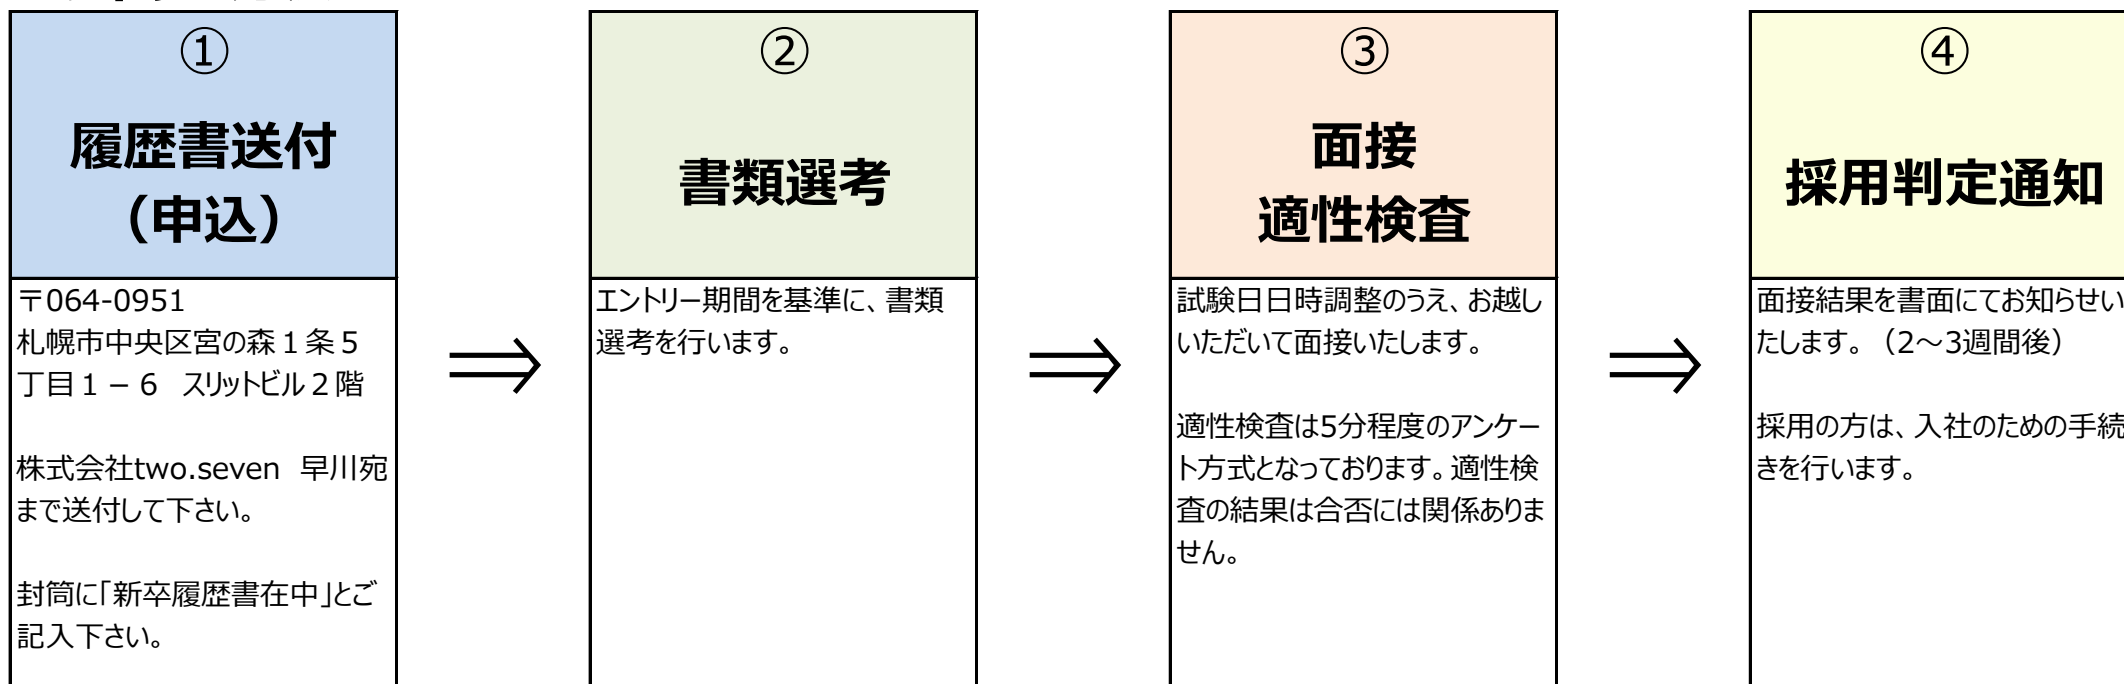 ①
履歴書送付
（申込）
〒064-0951
札幌市中央区宮の森１条５
丁目１－６　スリットビル２階
株式会社two.seven　早川宛
まで送付して下さい。
封筒に「新卒履歴書在中」とご
記入下さい。
⇒
②
書類選考
エントリー期間を基準に、書類
選考を行います。
⇒
③
面接
適性検査
試験日日時調整のうえ、お越し
いただいて面接いたします。
適性検査は5分程度のアンケー
ト方式となっております。適性検
査の結果は合否には関係ありま
せん。
⇒
④
採用判定通知
面接結果を書面にてお知らせい
たします。（2～3週間後）
採用の方は、入社のための手続
きを行います。